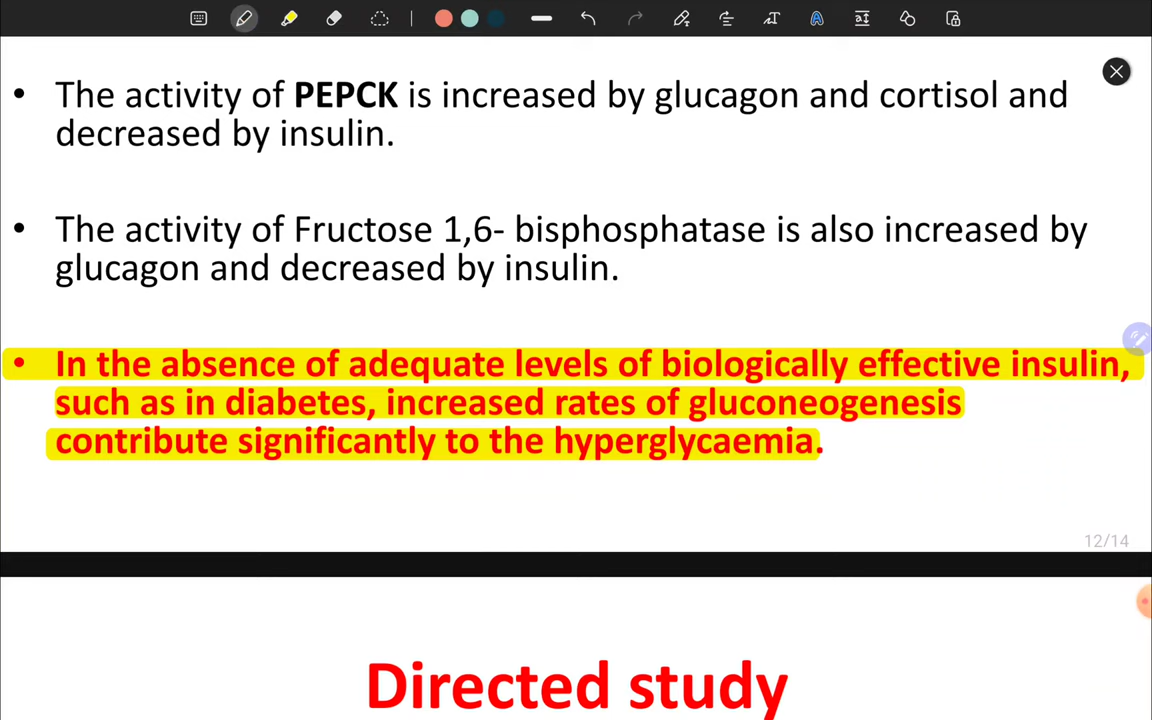 • The activity of PEPCK is increased by glucagon and cortisol and
decreased by insulin.
• The activity of Fructose 1,6- bisphosphatase is also increased by
glucagon and decreased by insulin.
• In the absence of adequate levels of biologically effective insulin,
such as in diabetes, increased rates of gluconeogenesis
contribute significantly to the hyperglycaemia.
12/14
Directed study